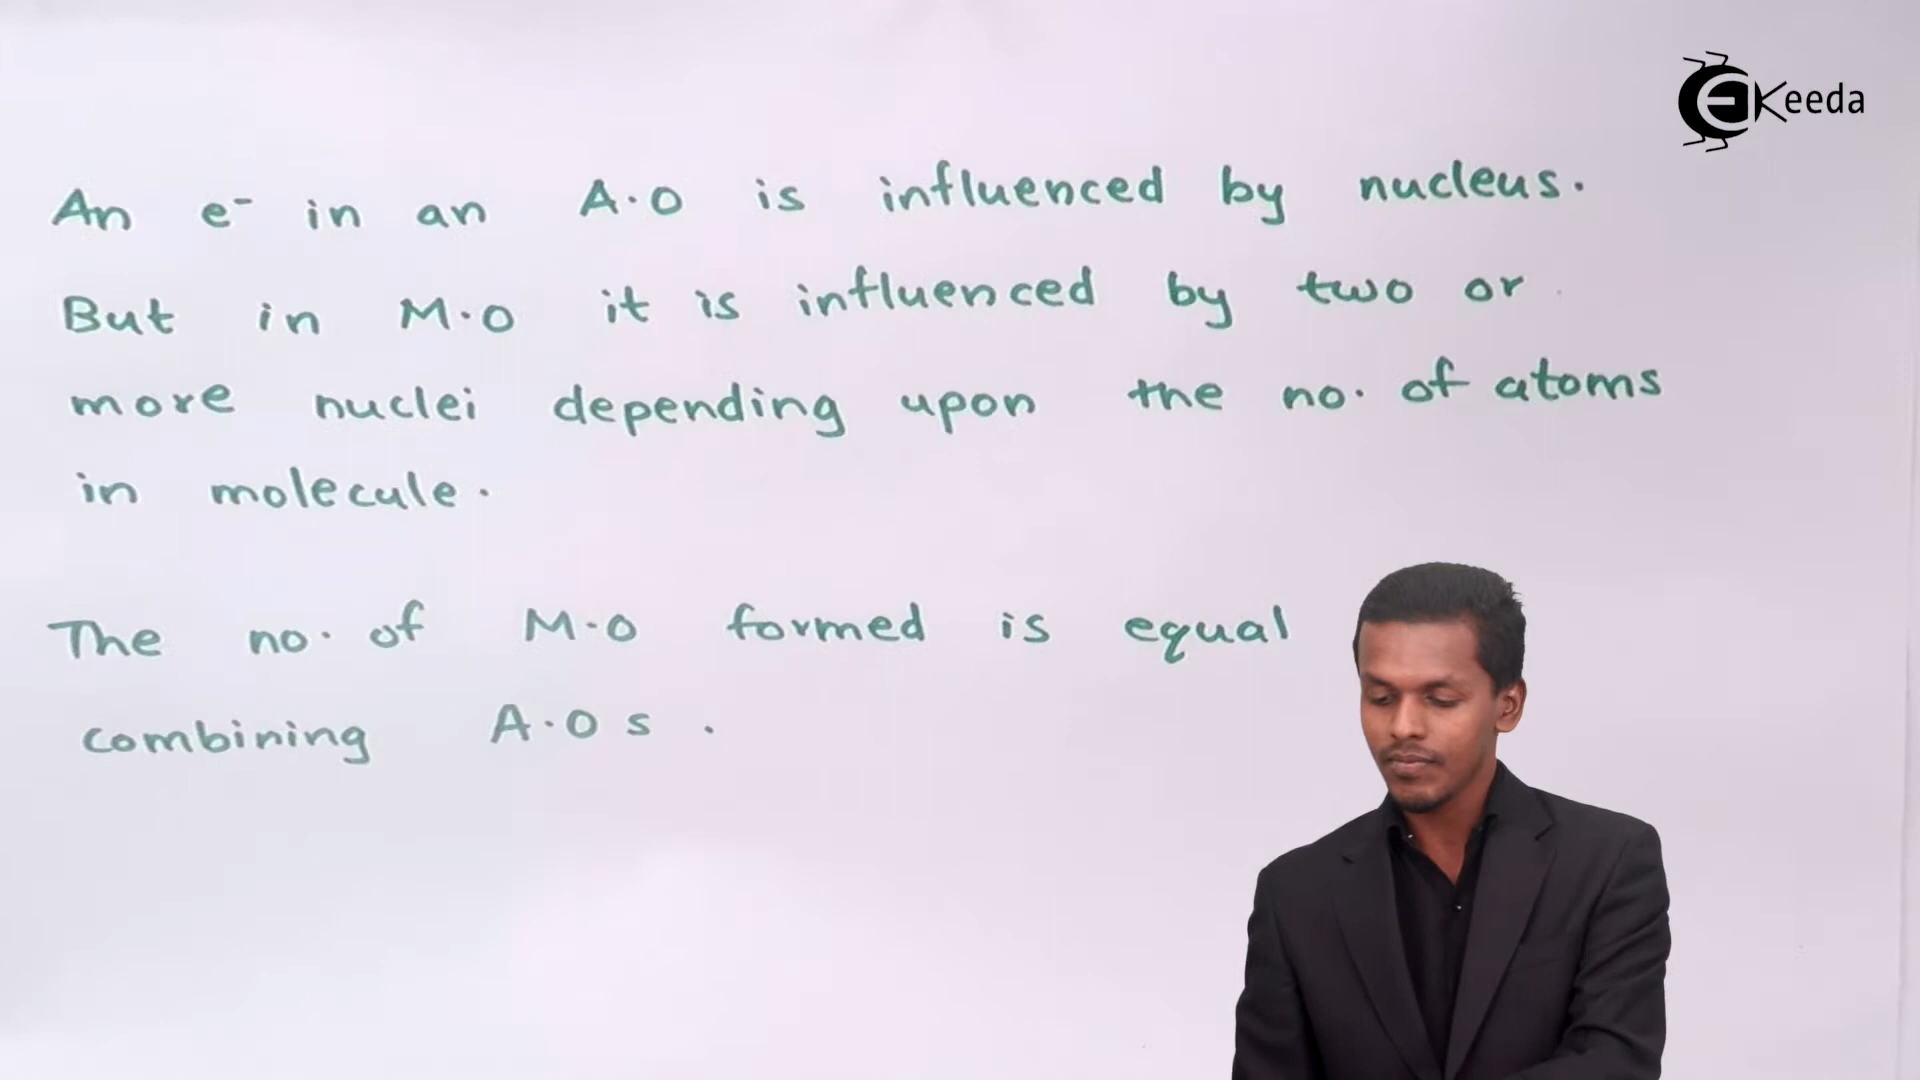 EKeeda
An e⁻ in an A.O is influenced by nucleus.
But in M.O it is influenced by two or
more nuclei depending upon the no. of atoms
in molecule.
The no. of M.O formed is equal
combining A.O s .